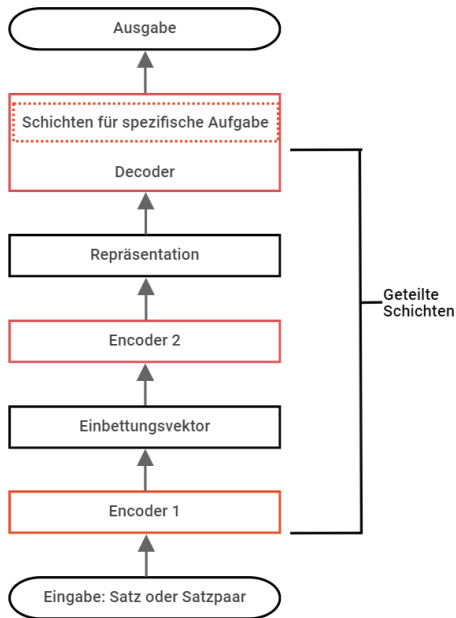 Ausgabe
Schichten für spezifische Aufgabe
Decoder
Repräsentation
Encoder 2
Einbettungsvektor
Encoder 1
Eingabe: Satz oder Satzpaar
Geteilte
Schichten